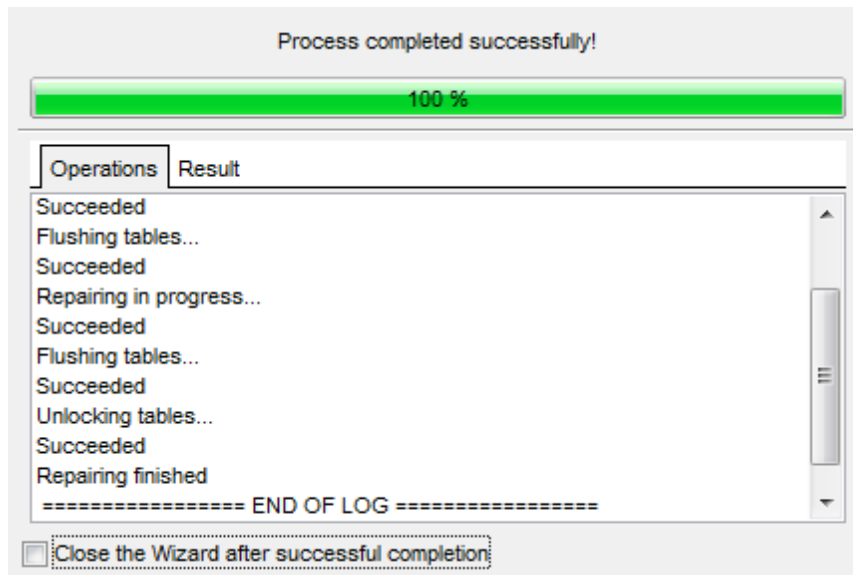 Process completed successfully!
100 %
Operations Result
Succeeded
Flushing tables...
Succeeded
Repairing in progress...
Succeeded
Flushing tables...
Succeeded
Unlocking tables...
Succeeded
Repairing finished
================= END OF LOG =================
Close the Wizard after successful completion